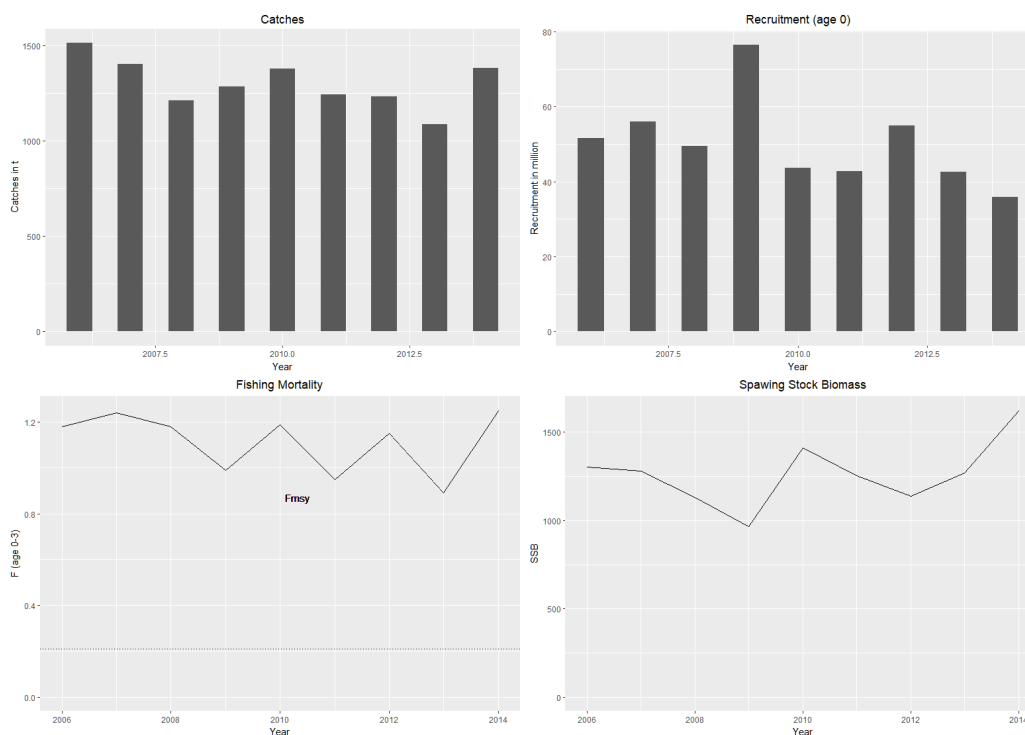 Catches
Catches in t
1500
1000
500
0
2007.5 2010.0 2012.5
Year
Recruitment (age 0)
Recruitment in million
80
60
40
20
0
2007.5 2010.0 2012.5
Year
Fishing Mortality
F (age 0-3)
1.2
0.8
0.4
0.0
Fmsy
2006 2008 2010 2012 2014
Year
Spawing Stock Biomass
SSB
1500
1000
500
0
2006 2008 2010 2012 2014
Year